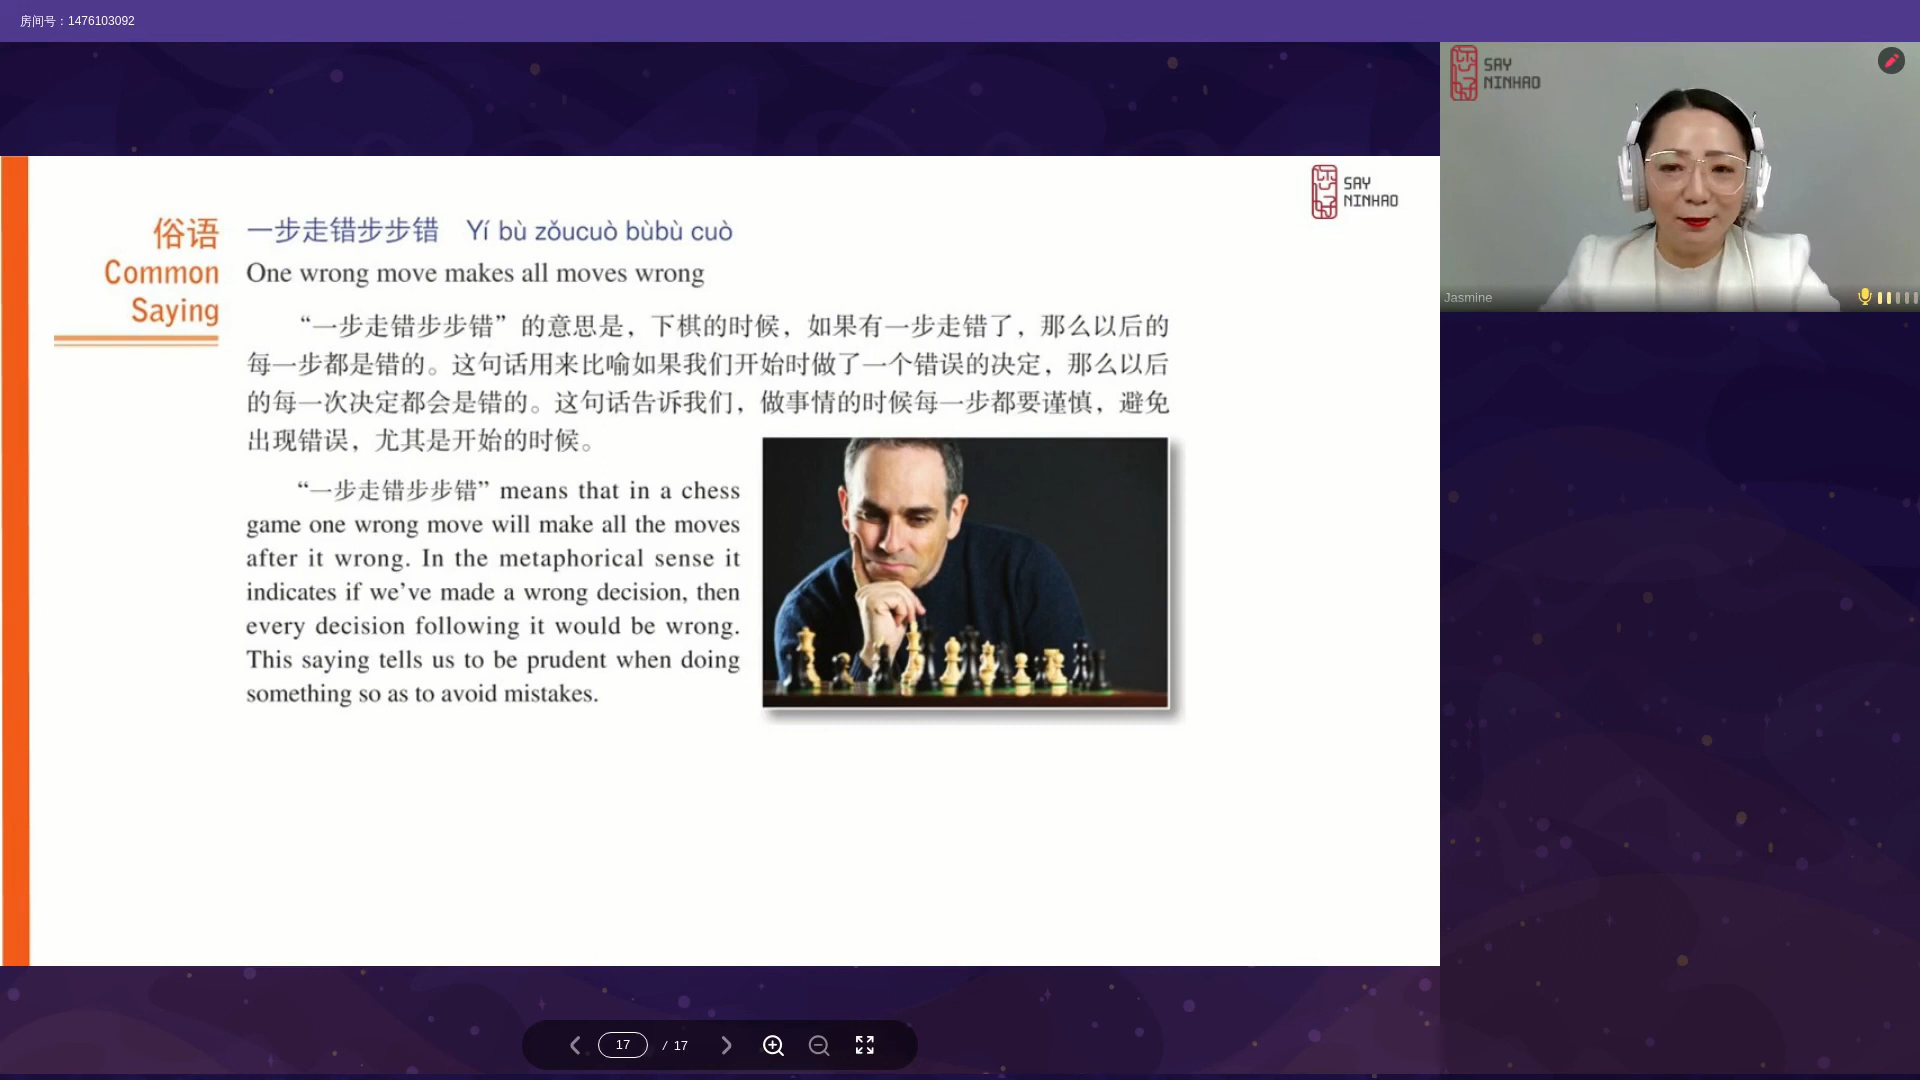 房间号：1476103092
SAY
NINHAO
Jasmine
SAY
NINHAO
俗语
Common
Saying
一步走错步步错 Yí bù zǒucuò bùbù cuò
One wrong move makes all moves wrong
“一步走错步步错”的意思是，下棋的时候，如果有一步走错了，那么以后的
每一步都是错的。这句话用来比喻如果我们开始时做了一个错误的决定，那么以后
的每一次决定都会是错的。这句话告诉我们，做事情的时候每一步都要谨慎，避免
出现错误，尤其是开始的时候。
“一步走错步步错” means that in a chess
game one wrong move will make all the moves
after it wrong. In the metaphorical sense it
indicates if we’ve made a wrong decision, then
every decision following it would be wrong.
This saying tells us to be prudent when doing
something so as to avoid mistakes.
17 / 17